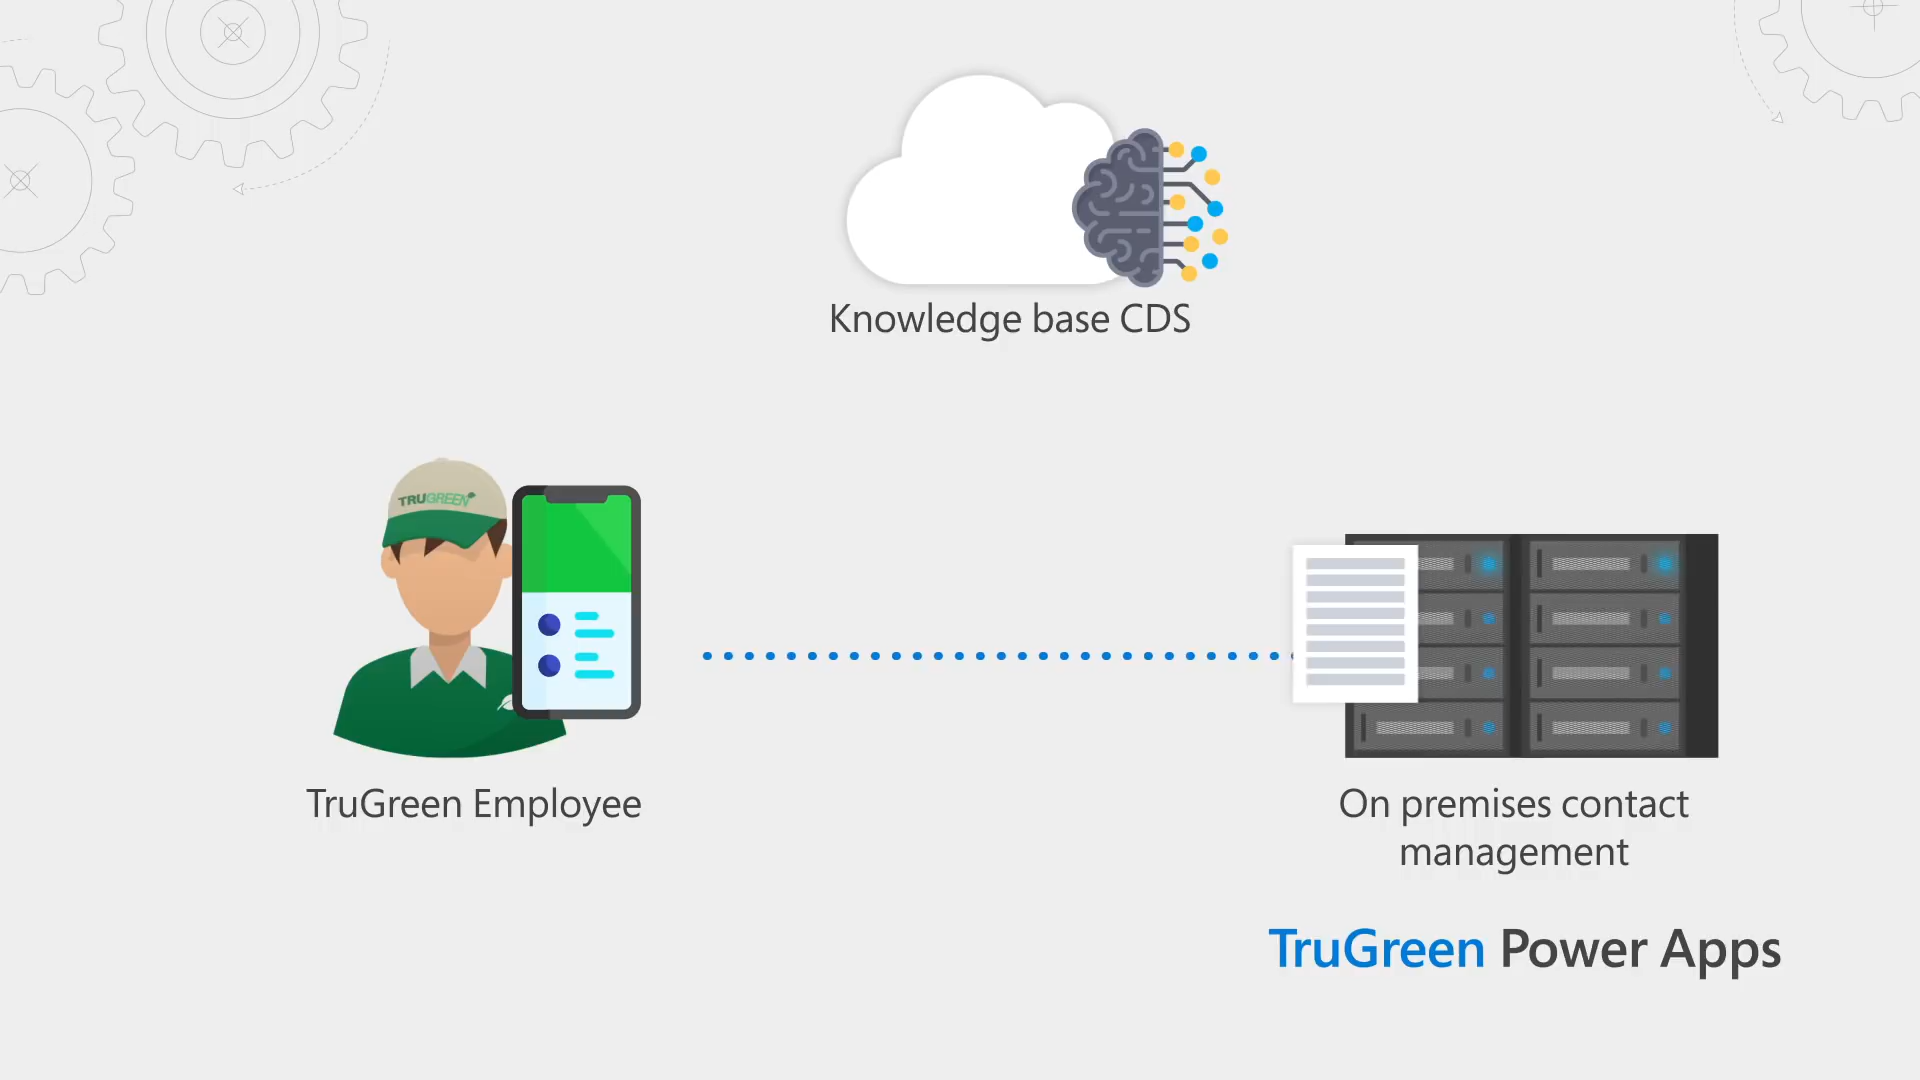 Knowledge base CDS
TRUGREEN
TruGreen Employee
On premises contact
management
TruGreen Power Apps